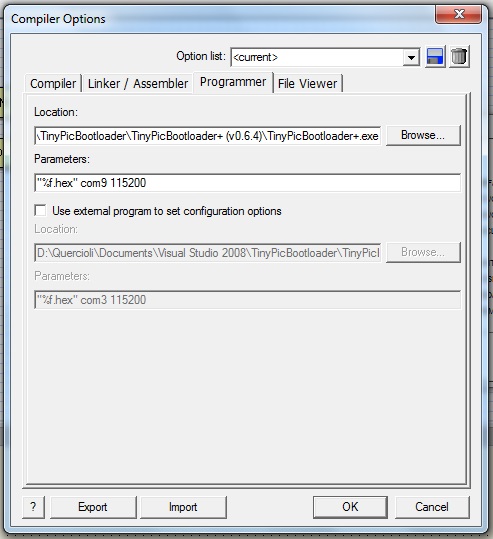 Compiler Options
Option list: <current>
Compiler Linker / Assembler Programmer File Viewer
Location:
\TinyPicBootloader\TinyPicBootloader+ (v0.6.4)\TinyPicBootloader+.exe Browse...
Parameters:
"%f.hex" com9 115200
Use external program to set configuration options
Location:
D:\Quercioli\Documents\Visual Studio 2008\TinyPicBootloader\TinyPicl Browse...
Parameters:
"%f.hex" com3 115200
? Export Import OK Cancel